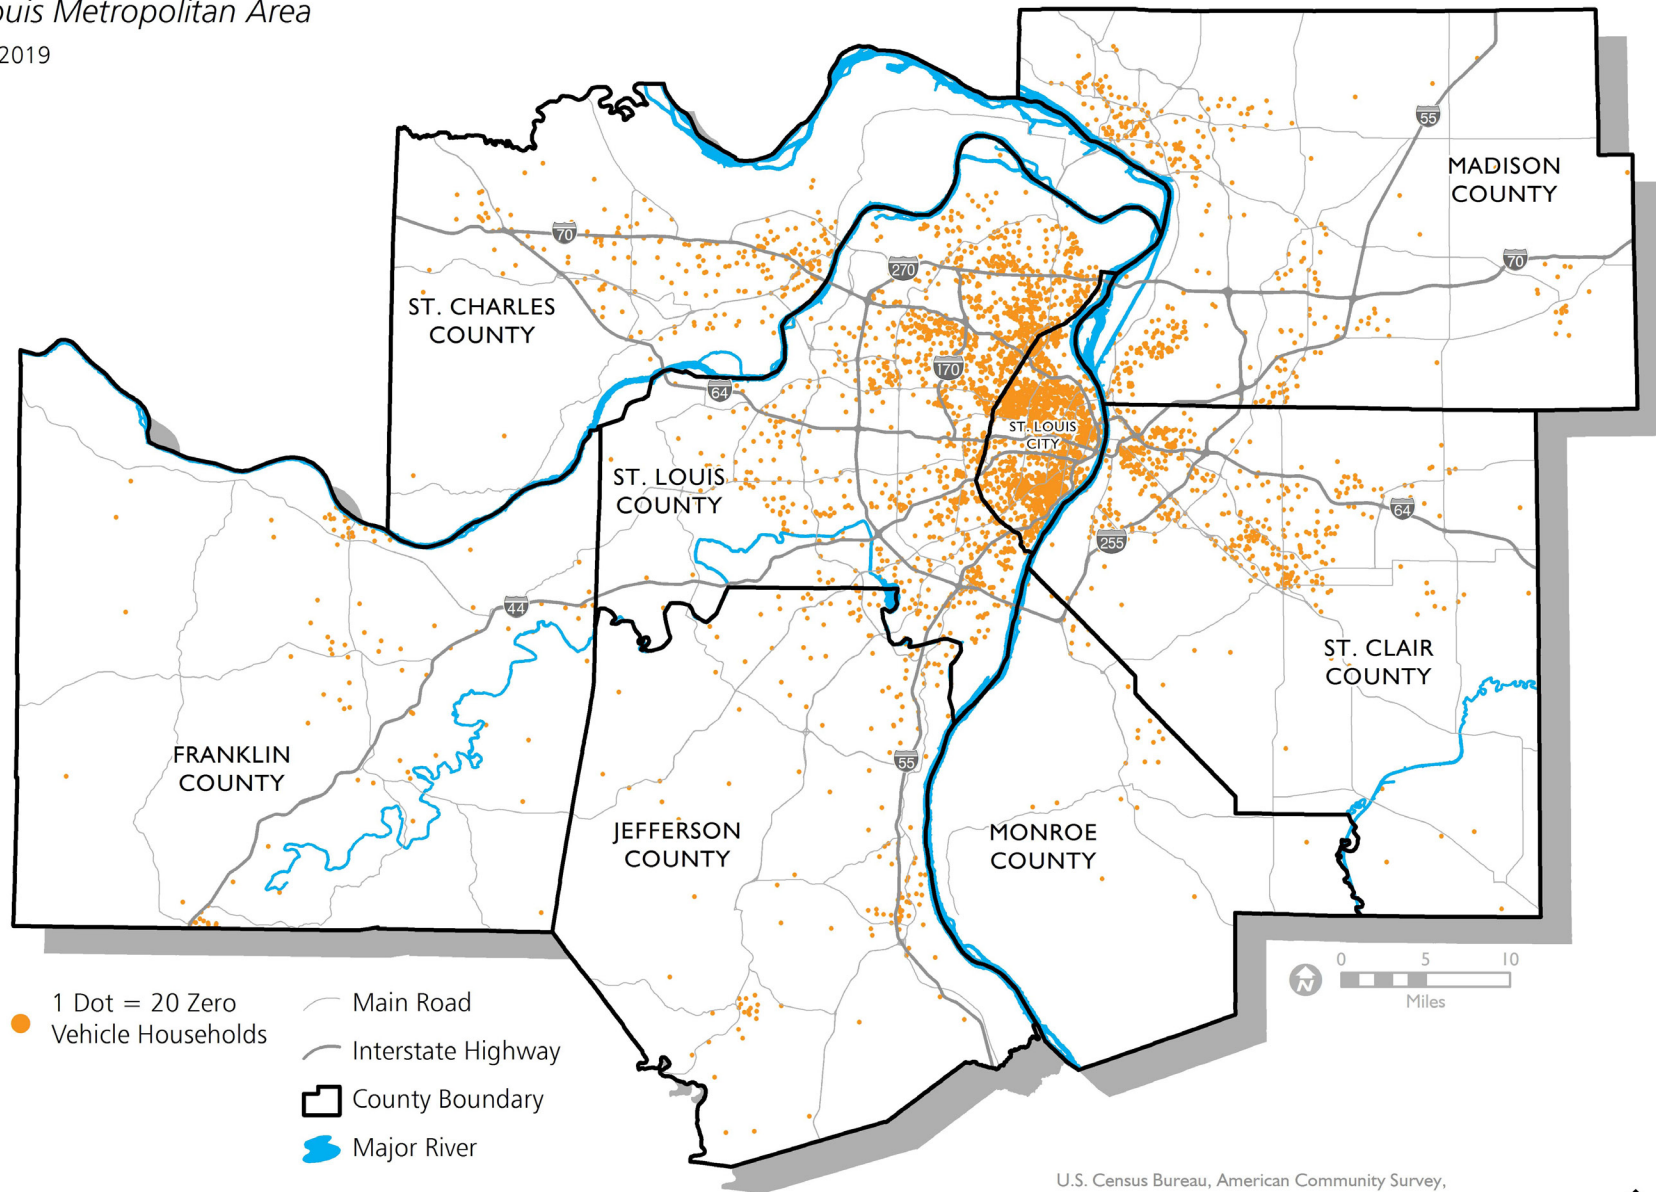 ouis Metropolitan Area
2019
55
MADISON
COUNTY
70
270
70
ST. CHARLES
COUNTY
170
64
ST. LOUIS
CITY
ST. LOUIS
COUNTY
64
255
44
ST. CLAIR
COUNTY
FRANKLIN
COUNTY
55
JEFFERSON
COUNTY
MONROE
COUNTY
0 5 10
N
Miles
1 Dot = 20 Zero
Vehicle Households
Main Road
Interstate Highway
County Boundary
Major River
U.S. Census Bureau, American Community Survey,